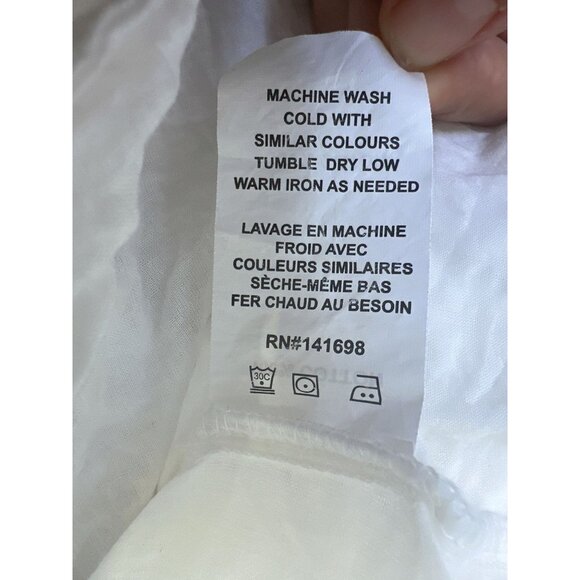 MACHINE WASH
COLD WITH
SIMILAR COLOURS
TUMBLE DRY LOW
WARM IRON AS NEEDED
LAVAGE EN MACHINE
FROID AVEC
COULEURS SIMILAIRES
SÈCHE-MÊME BAS
FER CHAUD AU BESOIN
RN#141698
30C